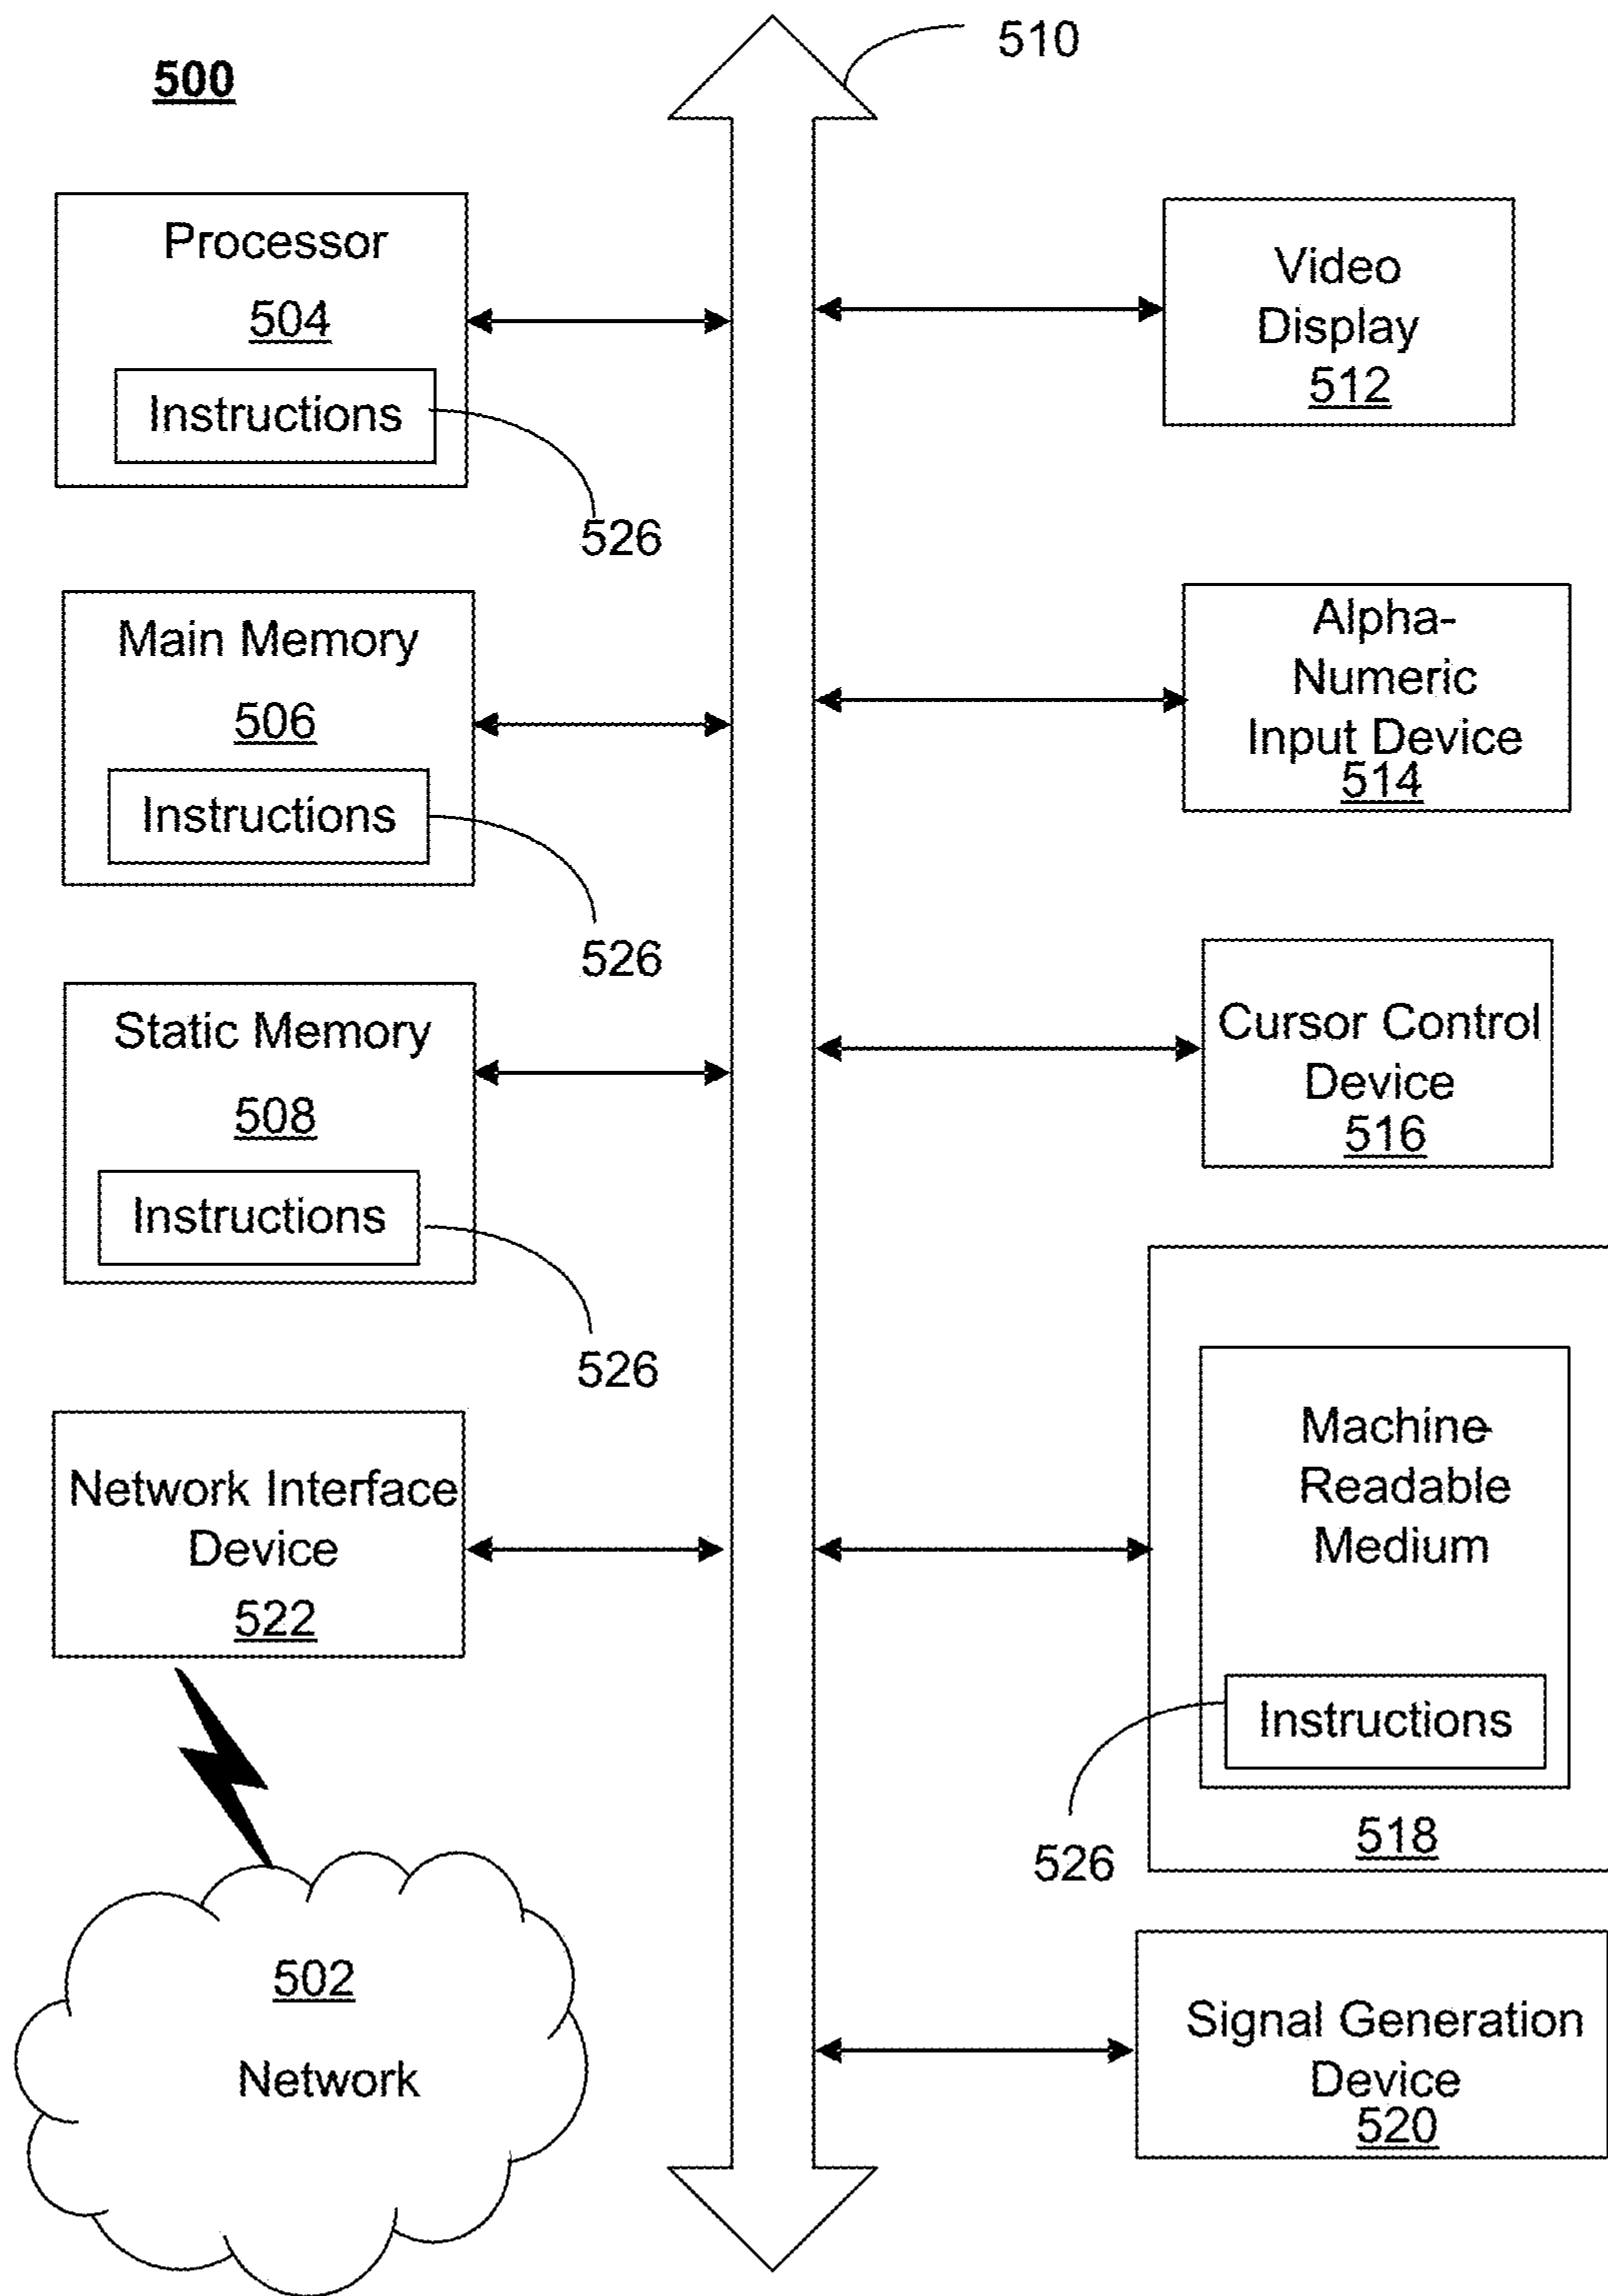 500
510
Processor
504
Instructions
526
Main Memory
506
Instructions
526
Static Memory
508
Instructions
526
Network Interface
Device
522
502
Network
Video
Display
512
Alpha-
Numeric
Input Device
514
Cursor Control
Device
516
Machine-
Readable
Medium
Instructions
526
518
Signal Generation
Device
520